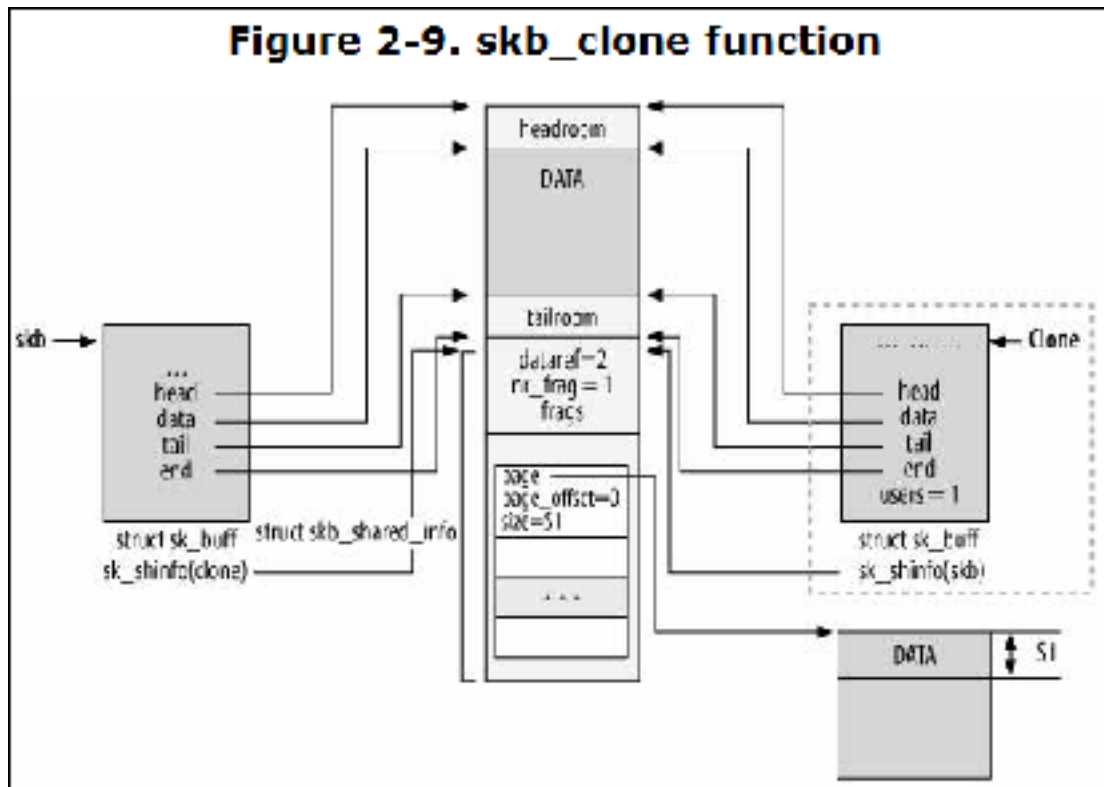 Figure 2-9. skb_clone function
headroom
DATA
tailroom
skb
...
head
data
tail
end
struct sk_buff
sk_shinfo(clone)
struct skb_shared_info
dataref=2
nr_frag = 1
frags
page
page_offset=0
size=S1
...
... ... ...
Clone
head
data
tail
end
users = 1
struct sk_buff
sk_shinfo(skb)
DATA
S1